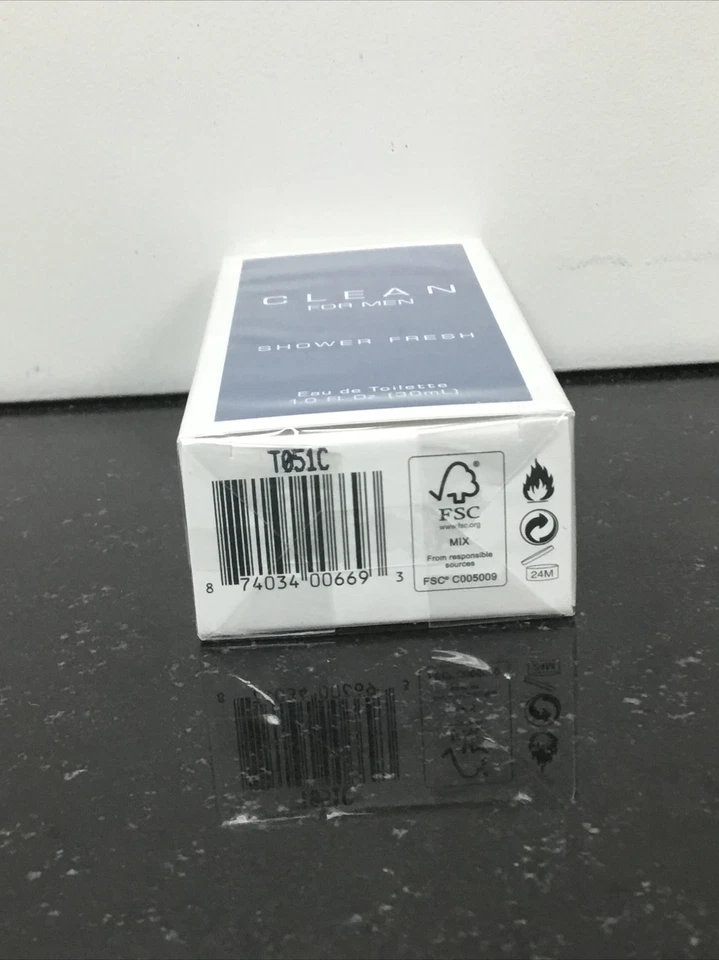 CLEAN
FOR MEN
SHOWER FRESH
Eau de Toilette
1.0 Fl. Oz (30mL)
T051C
8 74034 00669 3
FSC®
www.fsc.org
MIX
From responsible
sources
FSC® C005009
24M